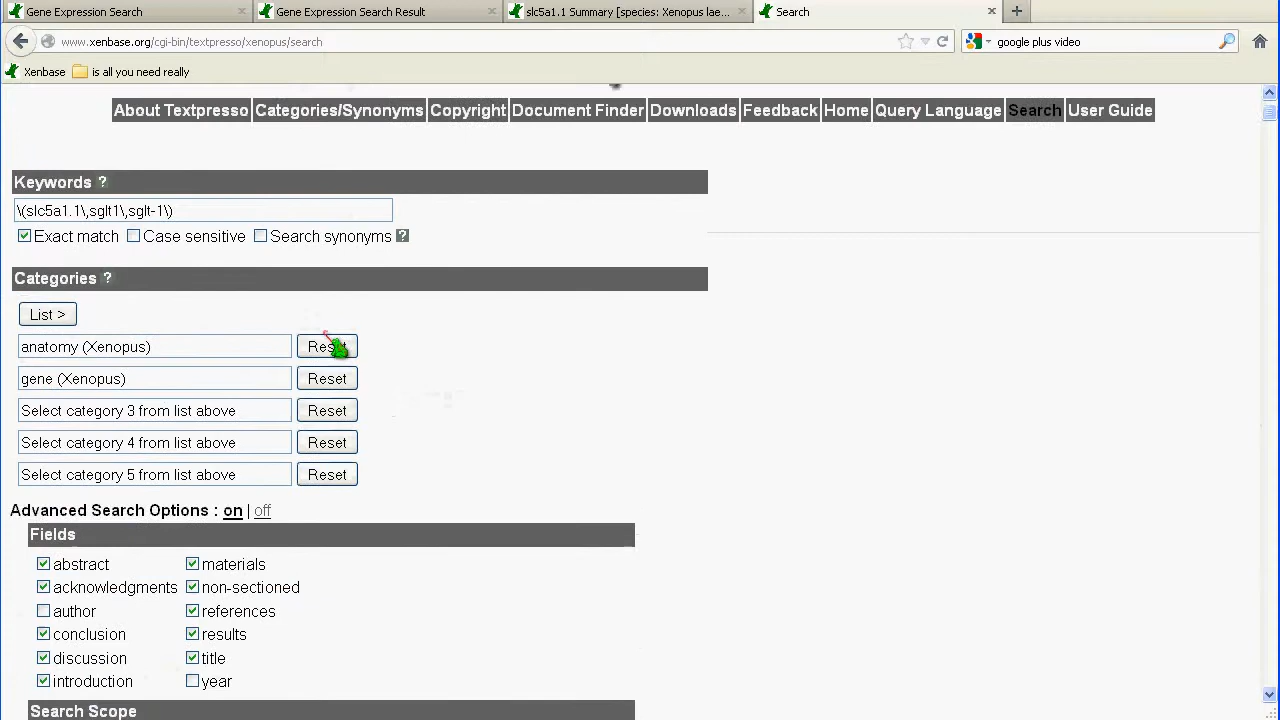 Gene Expression Search
Gene Expression Search Result
slc5a1.1 Summary [species: Xenopus lae...
Search
www.xenbase.org/cgi-bin/textpresso/xenopus/search
google plus video
Xenbase is all you need really
About Textpresso Categories/Synonyms Copyright Document Finder Downloads Feedback Home Query Language Search User Guide
Keywords ?
\(slc5a1.1\,sglt1\,sglt-1\)
Exact match Case sensitive Search synonyms ?
Categories ?
List >
anatomy (Xenopus) Reset
gene (Xenopus) Reset
Select category 3 from list above Reset
Select category 4 from list above Reset
Select category 5 from list above Reset
Advanced Search Options : on | off
Fields
abstract materials
acknowledgments non-sectioned
author references
conclusion results
discussion title
introduction year
Search Scope